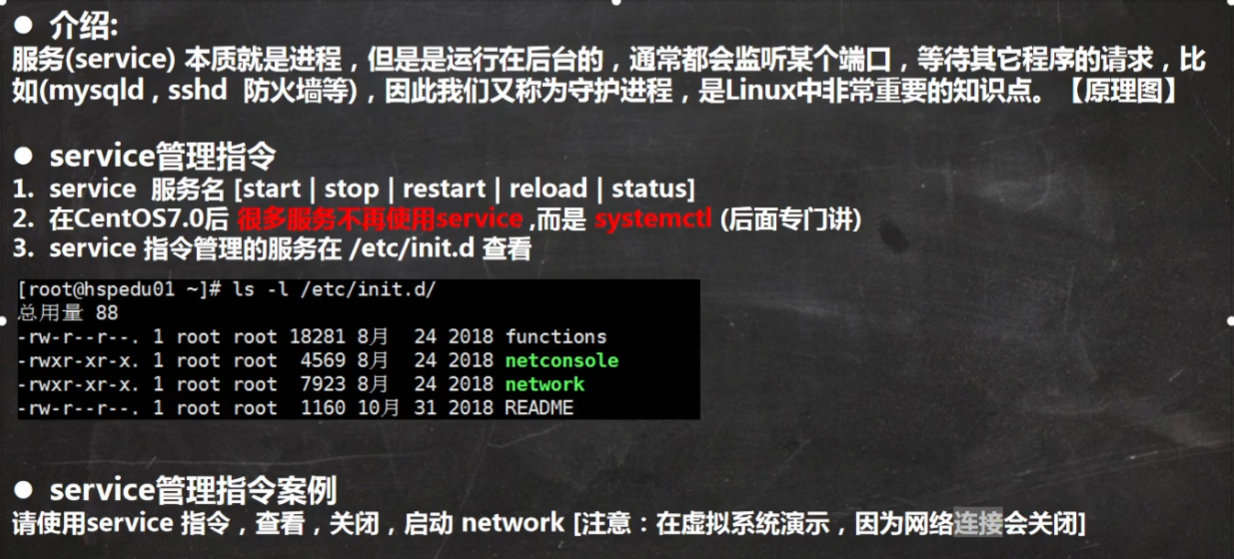 ● 介绍:
服务(service) 本质就是进程，但是是运行在后台的，通常都会监听某个端口，等待其它程序的请求，比
如(mysqld , sshd 防火墙等)，因此我们又称为守护进程，是Linux中非常重要的知识点。【原理图】
● service管理指令
1. service 服务名 [start | stop | restart | reload | status]
2. 在CentOS7.0后 很多服务不再使用service ,而是 systemctl (后面专门讲)
3. service 指令管理的服务在 /etc/init.d 查看
[root@hspedu01 ~]# ls -l /etc/init.d/
总用量 88
-rw-r--r--. 1 root root 18281 8月  24 2018 functions
-rwxr-xr-x. 1 root root  4569 8月  24 2018 netconsole
-rwxr-xr-x. 1 root root  7923 8月  24 2018 network
-rw-r--r--. 1 root root  1160 10月 31 2018 README
● service管理指令案例
请使用service 指令，查看，关闭，启动 network [注意：在虚拟系统演示，因为网络连接会关闭]